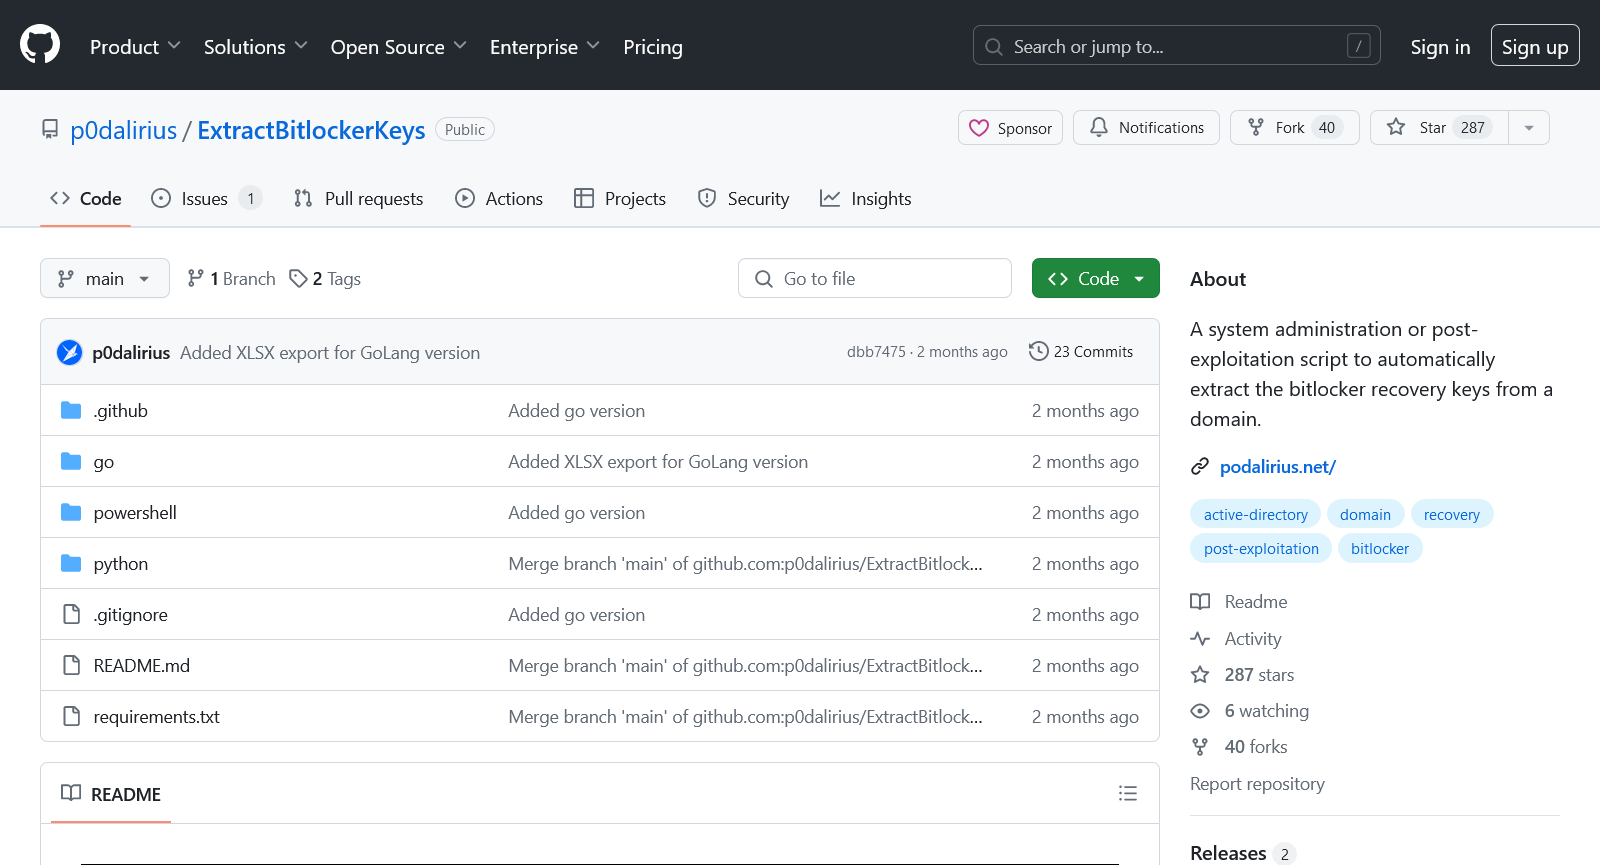 Product Solutions Open Source Enterprise Pricing Search or jump to... / Sign in Sign up
p0dalirius / ExtractBitlockerKeys Public Sponsor Notifications Fork 40 Star 287
Code Issues 1 Pull requests Actions Projects Security Insights
main 1 Branch 2 Tags Go to file Code
p0dalirius Added XLSX export for GoLang version dbb7475 · 2 months ago 23 Commits
.github Added go version 2 months ago
go Added XLSX export for GoLang version 2 months ago
powershell Added go version 2 months ago
python Merge branch 'main' of github.com:p0dalirius/ExtractBitlock... 2 months ago
.gitignore Added go version 2 months ago
README.md Merge branch 'main' of github.com:p0dalirius/ExtractBitlock... 2 months ago
requirements.txt Merge branch 'main' of github.com:p0dalirius/ExtractBitlock... 2 months ago
README
About
A system administration or post-
exploitation script to automatically
extract the bitlocker recovery keys from a
domain.
podalirius.net/
active-directory domain recovery
post-exploitation bitlocker
Readme
Activity
287 stars
6 watching
40 forks
Report repository
Releases 2